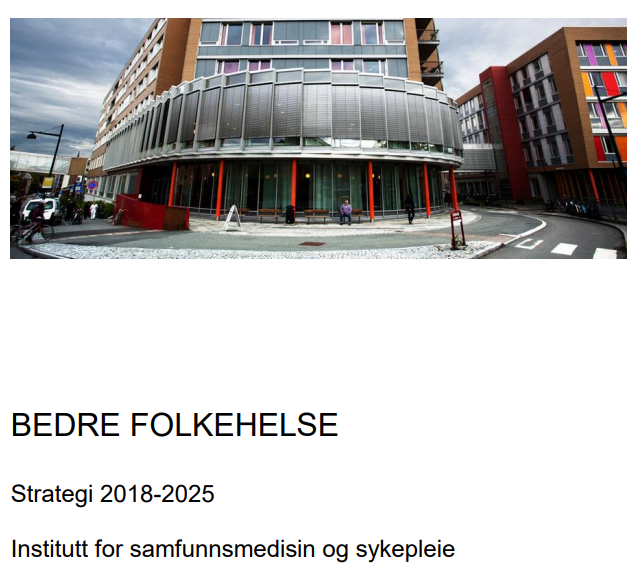 BEDRE FOLKEHELSE
Strategi 2018-2025
Institutt for samfunnsmedisin og sykepleie